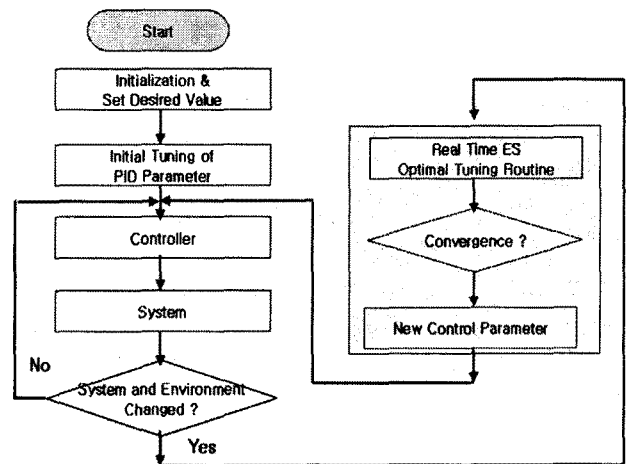 Start
Initialization &
Set Desired Value
Initial Tuning of
PID Parameter
Controller
System
System and Environment
Changed ?
No
Yes
Real Time ES
Optimal Tuning Routine
Convergence ?
New Control Parameter